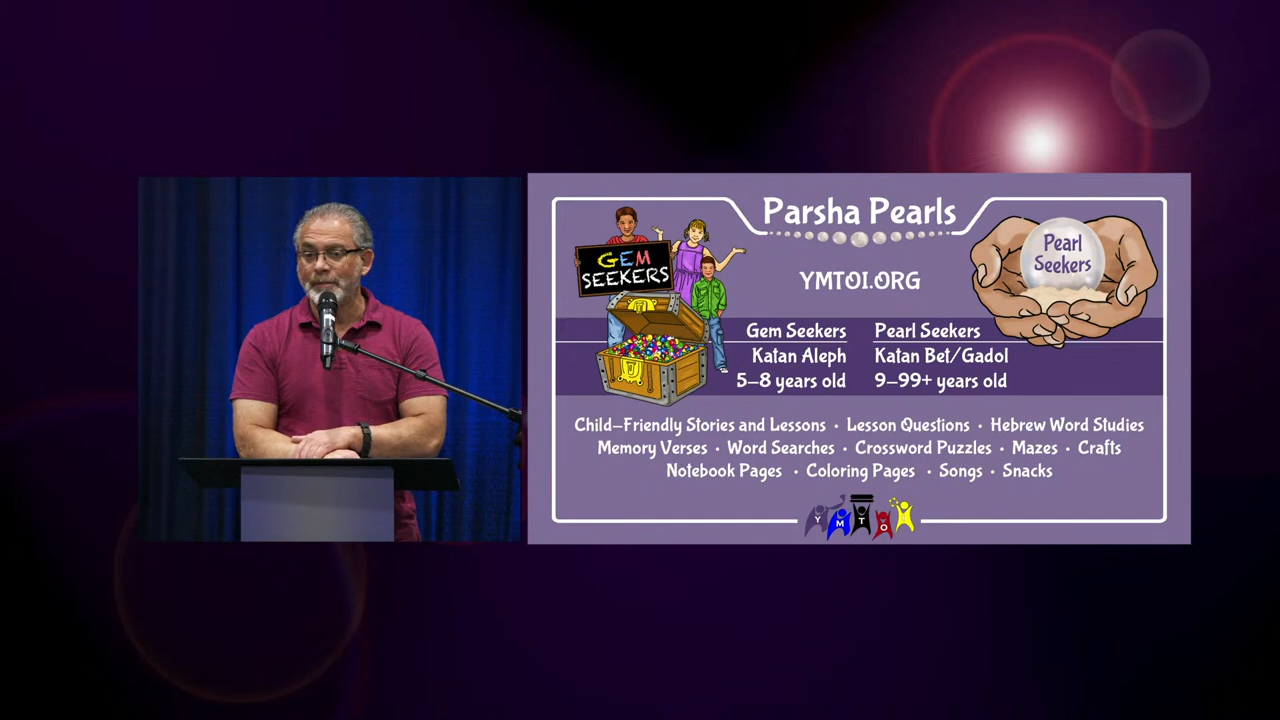 Parsha Pearls
GEM
SEEKERS
YMTOI.ORG
Pearl
Seekers
Gem Seekers
Katan Aleph
5–8 years old
Pearl Seekers
Katan Bet/Gadol
9–99+ years old
Child–Friendly Stories and Lessons · Lesson Questions · Hebrew Word Studies
Memory Verses · Word Searches · Crossword Puzzles · Mazes · Crafts
Notebook Pages · Coloring Pages · Songs · Snacks
Y M T O I